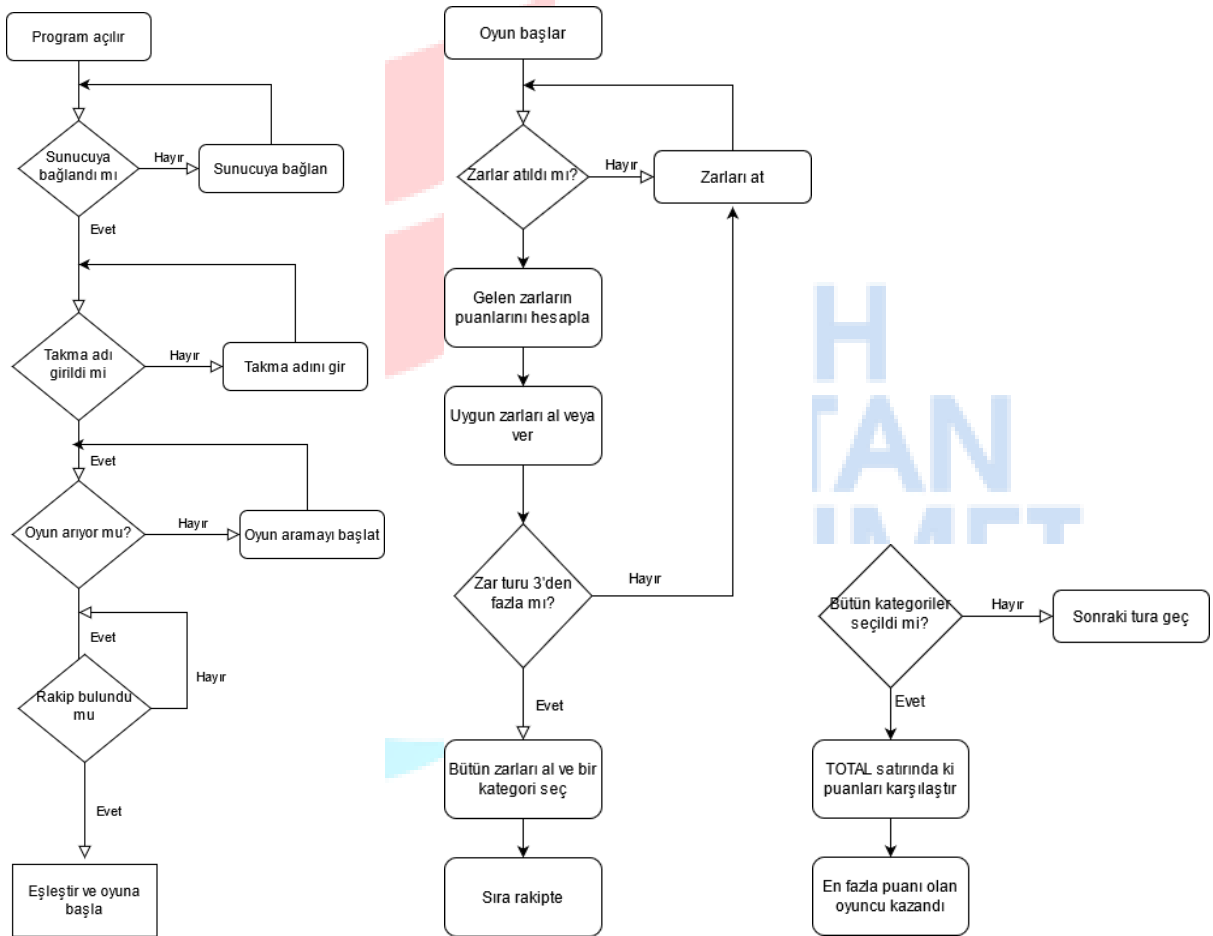 Program açılır
Sunucuya
bağlandı mı
Hayır
Sunucuya bağlan
Evet
Takma adı
girildi mi
Hayır
Takma adını gir
Evet
Oyun arıyor mu?
Hayır
Oyun aramayı başlat
Evet
Rakip bulundu
mu
Hayır
Evet
Eşleştir ve oyuna
başla
Oyun başlar
Zarlar atıldı mı?
Hayır
Zarları at
Gelen zarların
puanlarını hesapla
Uygun zarları al veya
ver
Zar turu 3'den
fazla mı?
Hayır
Evet
Bütün zarları al ve bir
kategori seç
Sıra rakipte
Bütün kategoriler
seçildi mi?
Hayır
Sonraki tura geç
Evet
TOTAL satırında ki
puanları karşılaştır
En fazla puanı olan
oyuncu kazandı